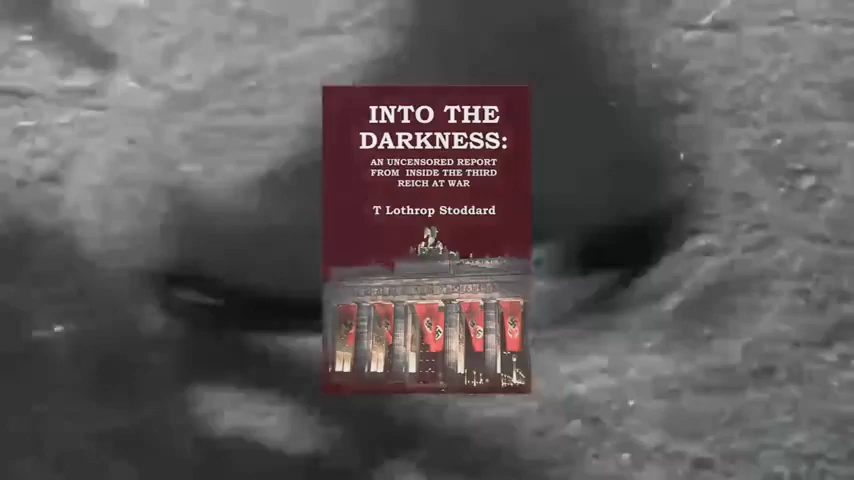 INTO THE
DARKNESS:
AN UNCENSORED REPORT
FROM INSIDE THE THIRD
REICH AT WAR
T Lothrop Stoddard